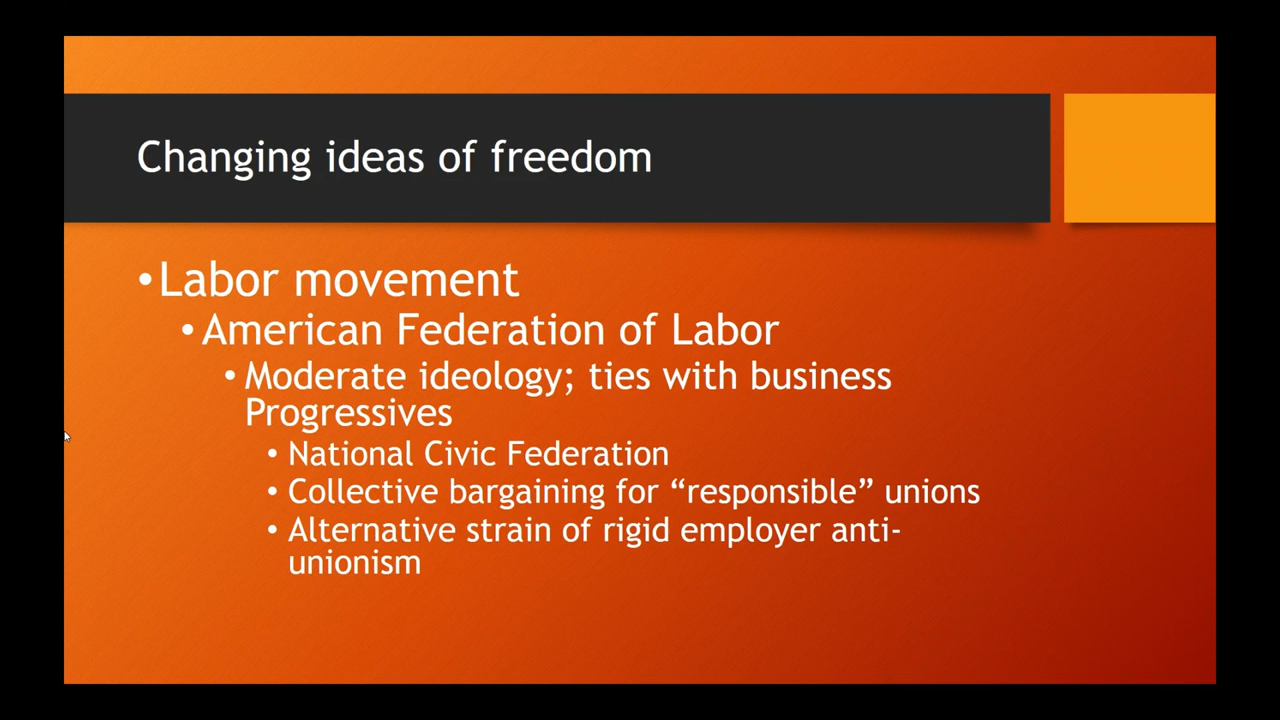 Changing ideas of freedom
•Labor movement
• American Federation of Labor
• Moderate ideology; ties with business
Progressives
• National Civic Federation
• Collective bargaining for “responsible” unions
• Alternative strain of rigid employer anti-
unionism